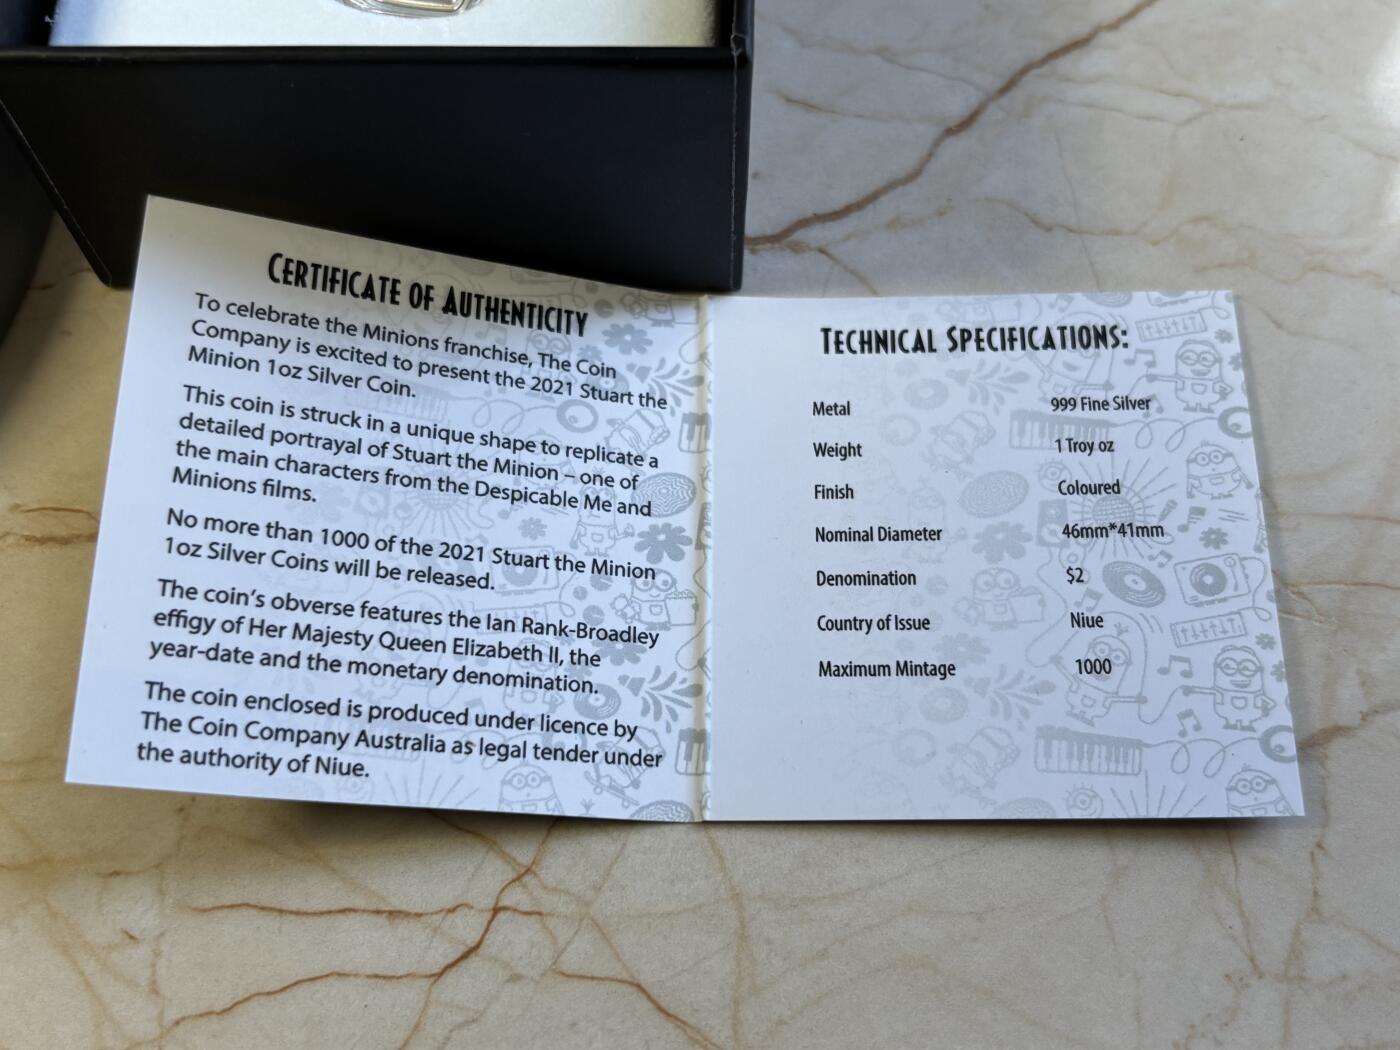 CERTIFICATE OF AUTHENTICITY
To celebrate the Minions franchise, The Coin
Company is excited to present the 2021 Stuart the
Minion 1oz Silver Coin.
This coin is struck in a unique shape to replicate a
detailed portrayal of Stuart the Minion – one of
the main characters from the Despicable Me and
Minions films.
No more than 1000 of the 2021 Stuart the Minion
1oz Silver Coins will be released.
The coin's obverse features the Ian Rank-Broadley
effigy of Her Majesty Queen Elizabeth II, the
year-date and the monetary denomination.
The coin enclosed is produced under licence by
The Coin Company Australia as legal tender under
the authority of Niue.
TECHNICAL SPECIFICATIONS:
Metal 999 Fine Silver
Weight 1 Troy oz
Finish Coloured
Nominal Diameter 46mm*41mm
Denomination $2
Country of Issue Niue
Maximum Mintage 1000